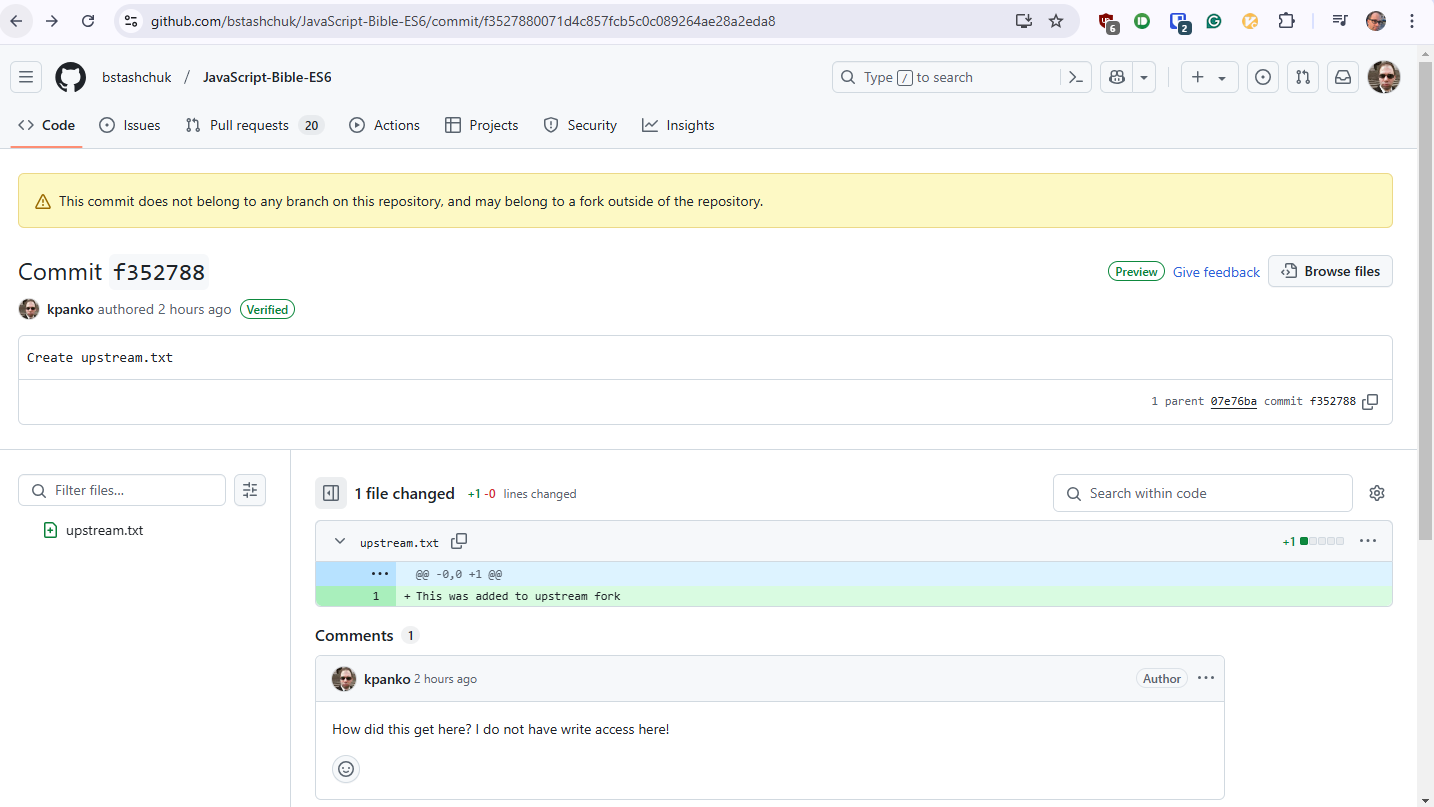 github.com/bstashchuk/JavaScript-Bible-ES6/commit/f3527880071d4c857fcb5c0c089264ae28a2eda8
6
2
bstashchuk / JavaScript-Bible-ES6
Type / to search
Code
Issues
Pull requests 20
Actions
Projects
Security
Insights
This commit does not belong to any branch on this repository, and may belong to a fork outside of the repository.
Commit f352788
Preview Give feedback Browse files
kpanko authored 2 hours ago Verified
Create upstream.txt
1 parent 07e76ba commit f352788
Filter files...
upstream.txt
1 file changed +1 -0 lines changed
Search within code
upstream.txt
+1
@@ -0,0 +1 @@
1 + This was added to upstream fork
Comments 1
kpanko 2 hours ago
Author
How did this get here? I do not have write access here!